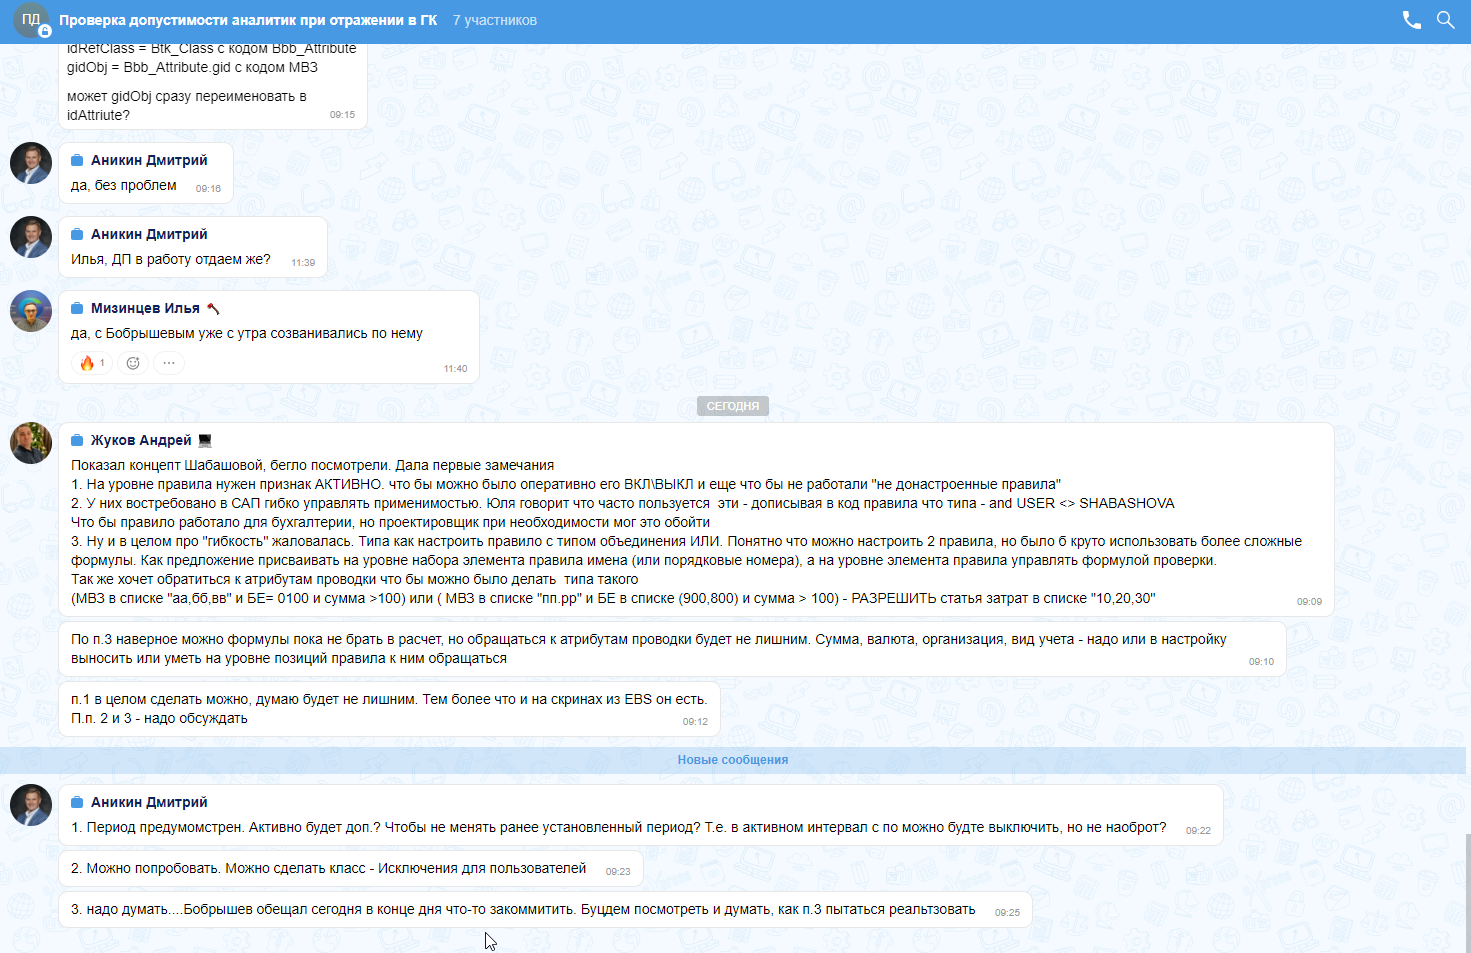 ПД
Проверка допустимости аналитик при отражении в ГК
7 участников
idRefClass = Btk_Class с кодом Bbb_Attribute
gidObj = Bbb_Attribute.gid с кодом МВЗ
может gidObj сразу переименовать в
idAttriute?
09:15
Аникин Дмитрий
да, без проблем
09:16
Аникин Дмитрий
Илья, ДП в работу отдаем же?
11:39
Мизинцев Илья
да, с Бобрышевым уже с утра созванивались по нему
1
11:40
СЕГОДНЯ
Жуков Андрей
Показал концепт Шабашовой, бегло посмотрели. Дала первые замечания
1. На уровне правила нужен признак АКТИВНО. что бы можно было оперативно его ВКЛ\ВЫКЛ и еще что бы не работали "не донастроенные правила"
2. У них востребовано в САП гибко управлять применимостью. Юля говорит что часто пользуется  эти - дописывая в код правила что типа - and USER <> SHABASHOVA
Что бы правило работало для бухгалтерии, но проектировщик при необходимости мог это обойти
3. Ну и в целом про "гибкость" жаловалась. Типа как настроить правило с типом объединения ИЛИ. Понятно что можно настроить 2 правила, но было б круто использовать более сложные
формулы. Как предложение присваивать на уровне набора элемента правила имена (или порядковые номера), а на уровне элемента правила управлять формулой проверки.
Так же хочет обратиться к атрибутам проводки что бы можно было делать  типа такого
(МВЗ в списке "аа,бб,вв" и БЕ= 0100 и сумма >100) или ( МВЗ в списке "пп.рр" и БЕ в списке (900,800) и сумма > 100) - РАЗРЕШИТЬ статья затрат в списке "10,20,30"
09:09
По п.3 наверное можно формулы пока не брать в расчет, но обращаться к атрибутам проводки будет не лишним. Сумма, валюта, организация, вид учета - надо или в настройку
выносить или уметь на уровне позиций правила к ним обращаться
09:10
п.1 в целом сделать можно, думаю будет не лишним. Тем более что и на скринах из EBS он есть.
П.п. 2 и 3 - надо обсуждать
09:12
Новые сообщения
Аникин Дмитрий
1. Период предумомстрен. Активно будет доп.? Чтобы не менять ранее установленный период? Т.е. в активном интервал с по можно будте выключить, но не наоброт?
09:22
2. Можно попробовать. Можно сделать класс - Исключения для пользователей
09:23
3. надо думать....Бобрышев обещал сегодня в конце дня что-то закоммитить. Буцдем посмотреть и думать, как п.3 пытаться реальтзовать
09:25